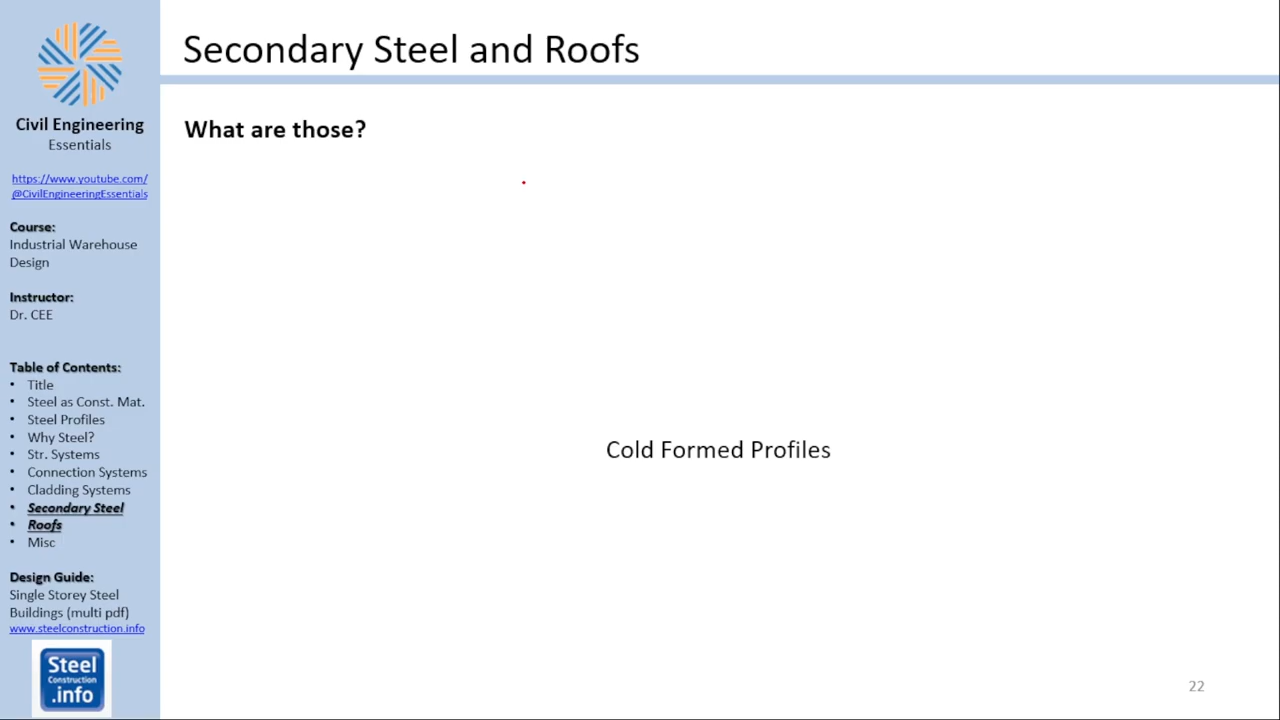 Secondary Steel and Roofs
Civil Engineering
Essentials
https://www.youtube.com/
@CivilEngineeringEssentials
Course:
Industrial Warehouse
Design
Instructor:
Dr. CEE
Table of Contents:
• Title
• Steel as Const. Mat.
• Steel Profiles
• Why Steel?
• Str. Systems
• Connection Systems
• Cladding Systems
• Secondary Steel
• Roofs
• Misc
Design Guide:
Single Storey Steel
Buildings (multi pdf)
www.steelconstruction.info
Steel
Construction
.info
What are those?
Cold Formed Profiles
22